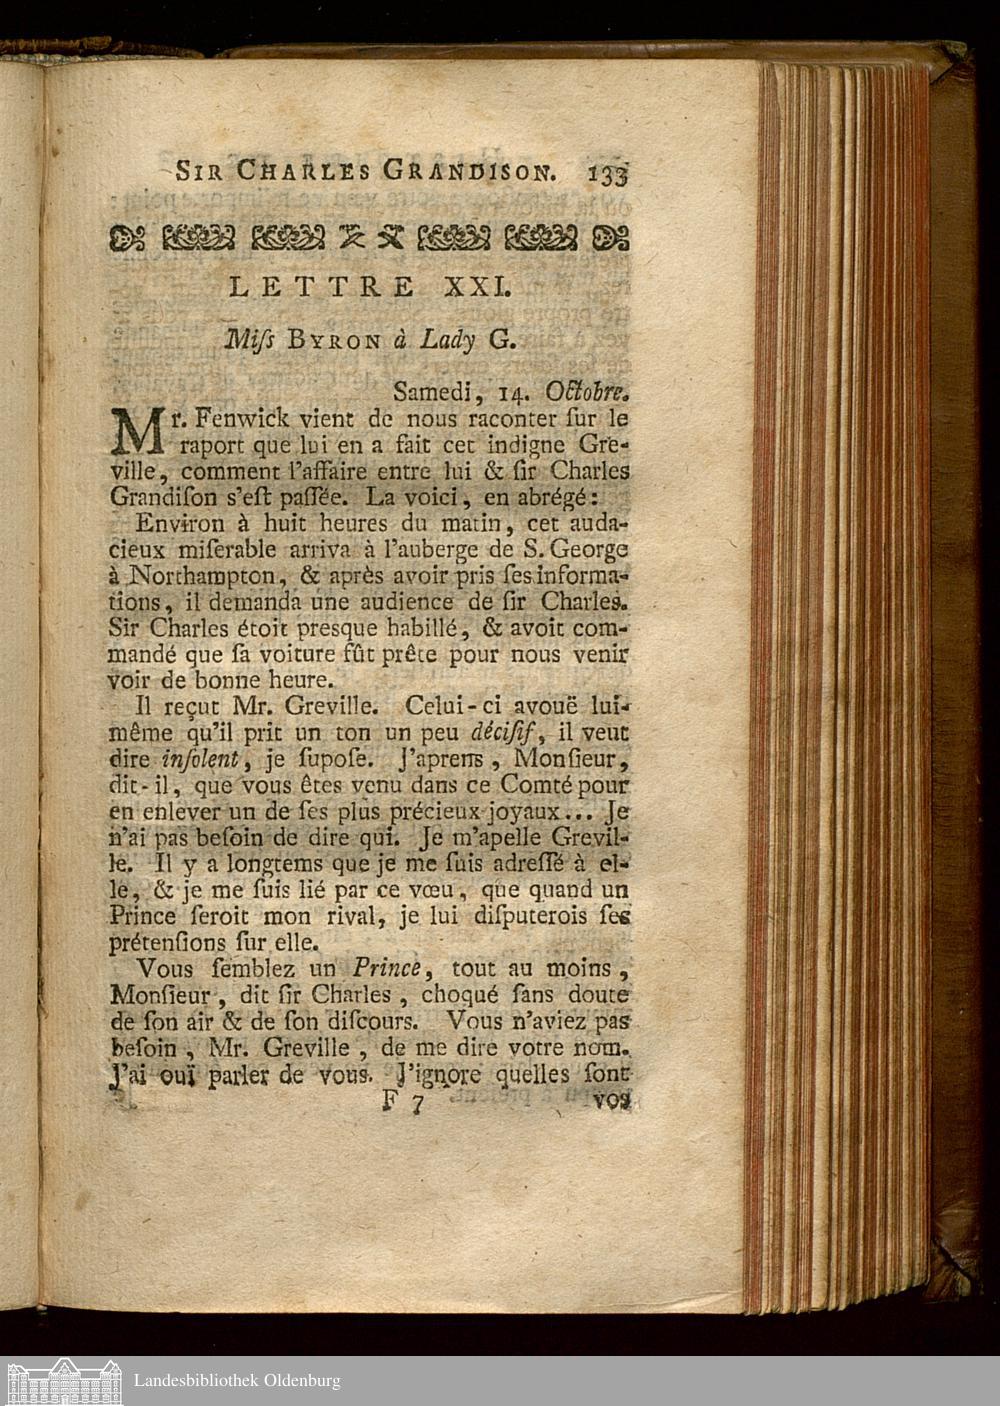 SIR CHARLES GRANDISON. 133
LETTRE XXI.
Miſs BYRON à Lady G.
Samedi, 14. Octobre.
Mr. Fenwick vient de nous raconter ſur le
raport que lui en a fait cet indigne Gre-
ville, comment l'affaire entre lui & ſir Charles
Grandiſon s'eſt paſſée. La voici, en abrégé:
Environ à huit heures du matin, cet auda-
cieux miſerable arriva à l'auberge de S. George
à Northampton, & après avoir pris ſes informa-
tions, il demanda une audience de ſir Charles.
Sir Charles étoit presque habillé, & avoit com-
mandé que ſa voiture fût prête pour nous venir
voir de bonne heure.
Il reçut Mr. Greville. Celui-ci avouë lui-
même qu'il prit un ton un peu déciſif, il veut
dire inſolent, je ſupoſe. J'aprens, Monſieur,
dit-il, que vous êtes venu dans ce Comté pour
en enlever un de ſes plus précieux joyaux... Je
n'ai pas beſoin de dire qui. Je m'apelle Grevil-
le. Il y a longtems que je me ſuis adreſſé à el-
le, & je me ſuis lié par ce vœu, que quand un
Prince ſeroit mon rival, je lui diſputerois ſes
prétenſions ſur elle.
Vous ſemblez un Prince, tout au moins,
Monſieur, dit ſir Charles, choqué ſans doute
de ſon air & de ſon diſcours. Vous n'aviez pas
beſoin, Mr. Greville, de me dire votre nom.
J'ai ouï parler de vous. J'ignore quelles ſont
F 7 vos
Landesbibliothek Oldenburg